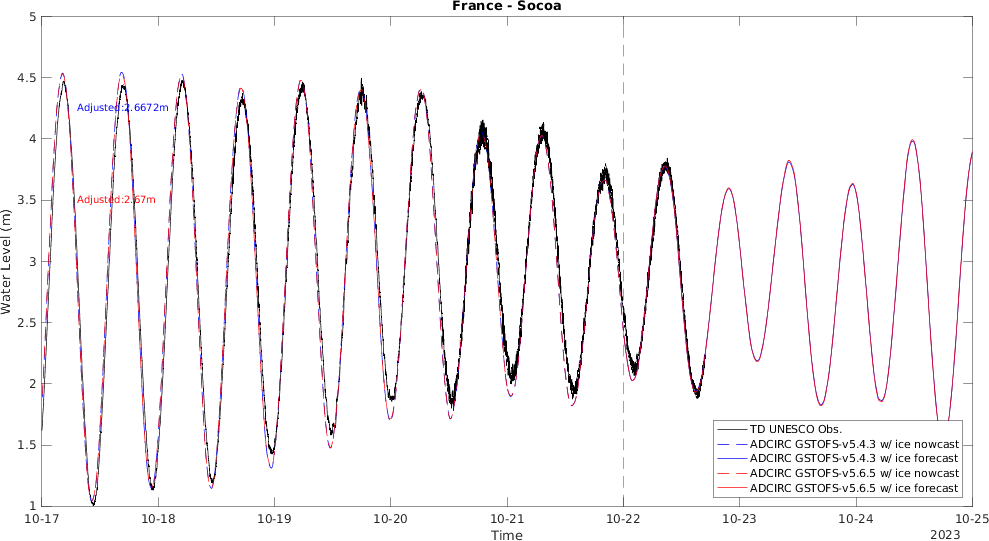 France - Socoa
Water Level (m)
5
4.5
4
3.5
3
2.5
2
1.5
1
Adjusted:2.6672m
Adjusted:2.67m
TD UNESCO Obs.
ADCIRC GSTOFS-v5.4.3 w/ ice nowcast
ADCIRC GSTOFS-v5.4.3 w/ ice forecast
ADCIRC GSTOFS-v5.6.5 w/ ice nowcast
ADCIRC GSTOFS-v5.6.5 w/ ice forecast
10-17 10-18 10-19 10-20 10-21 10-22 10-23 10-24 10-25
Time
2023